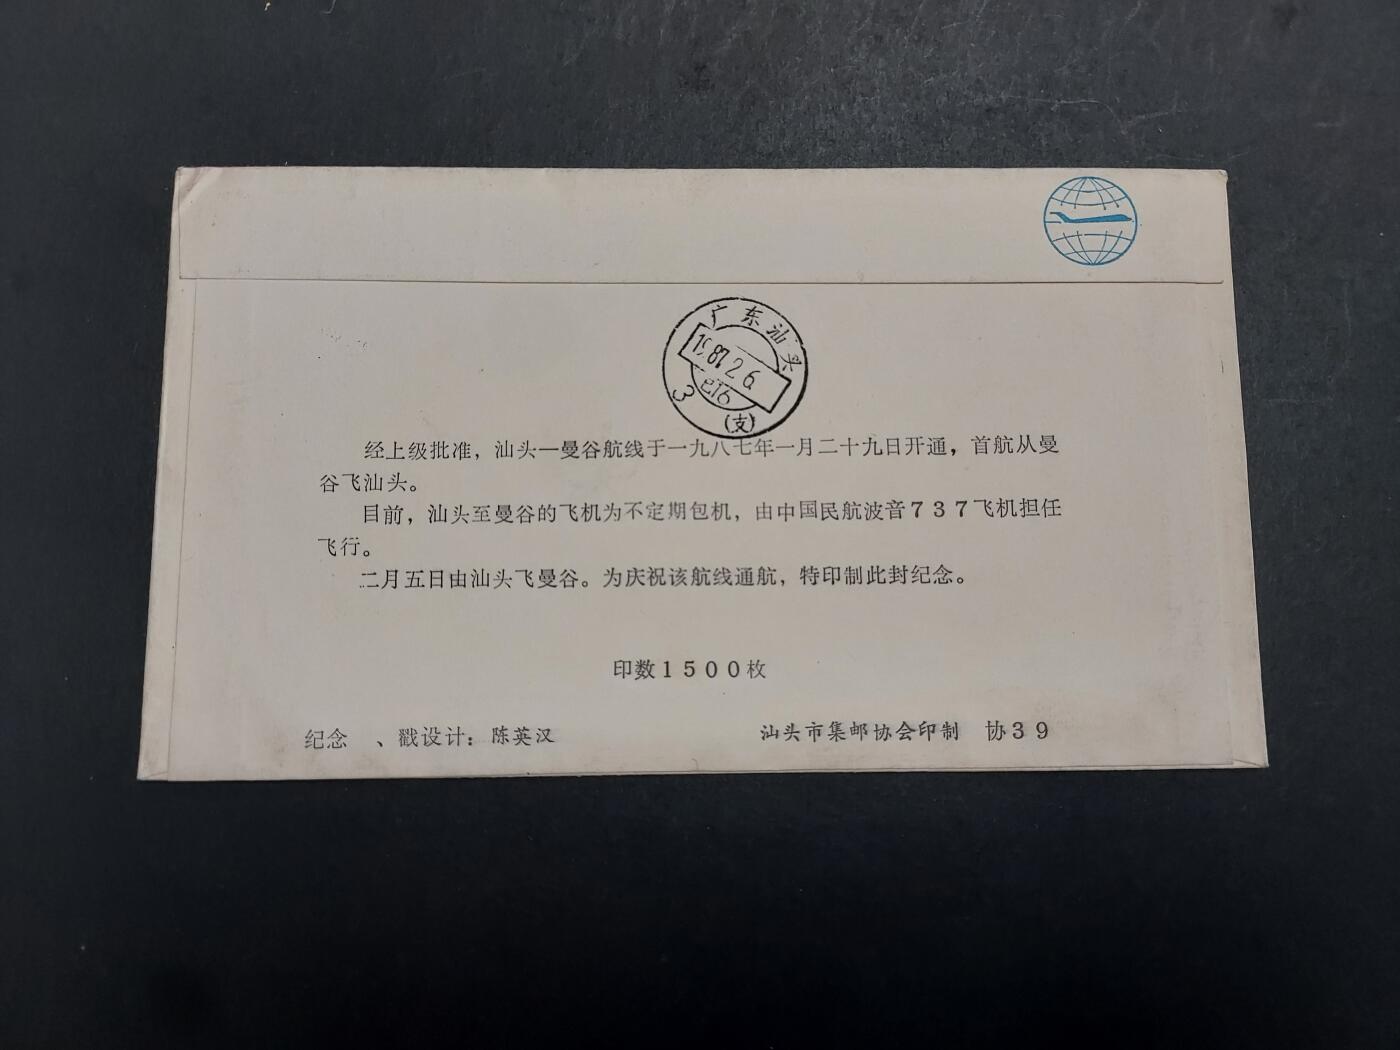 广东汕头
1987.2.6.
3
(支)
经上级批准，汕头—曼谷航线于一九八七年一月二十九日开通，首航从曼
谷飞汕头。
目前，汕头至曼谷的飞机为不定期包机，由中国民航波音737飞机担任
飞行。
二月五日由汕头飞曼谷。为庆祝该航线通航，特印制此封纪念。
印数1500枚
纪念 、戳设计：陈英汉
汕头市集邮协会印制 协39